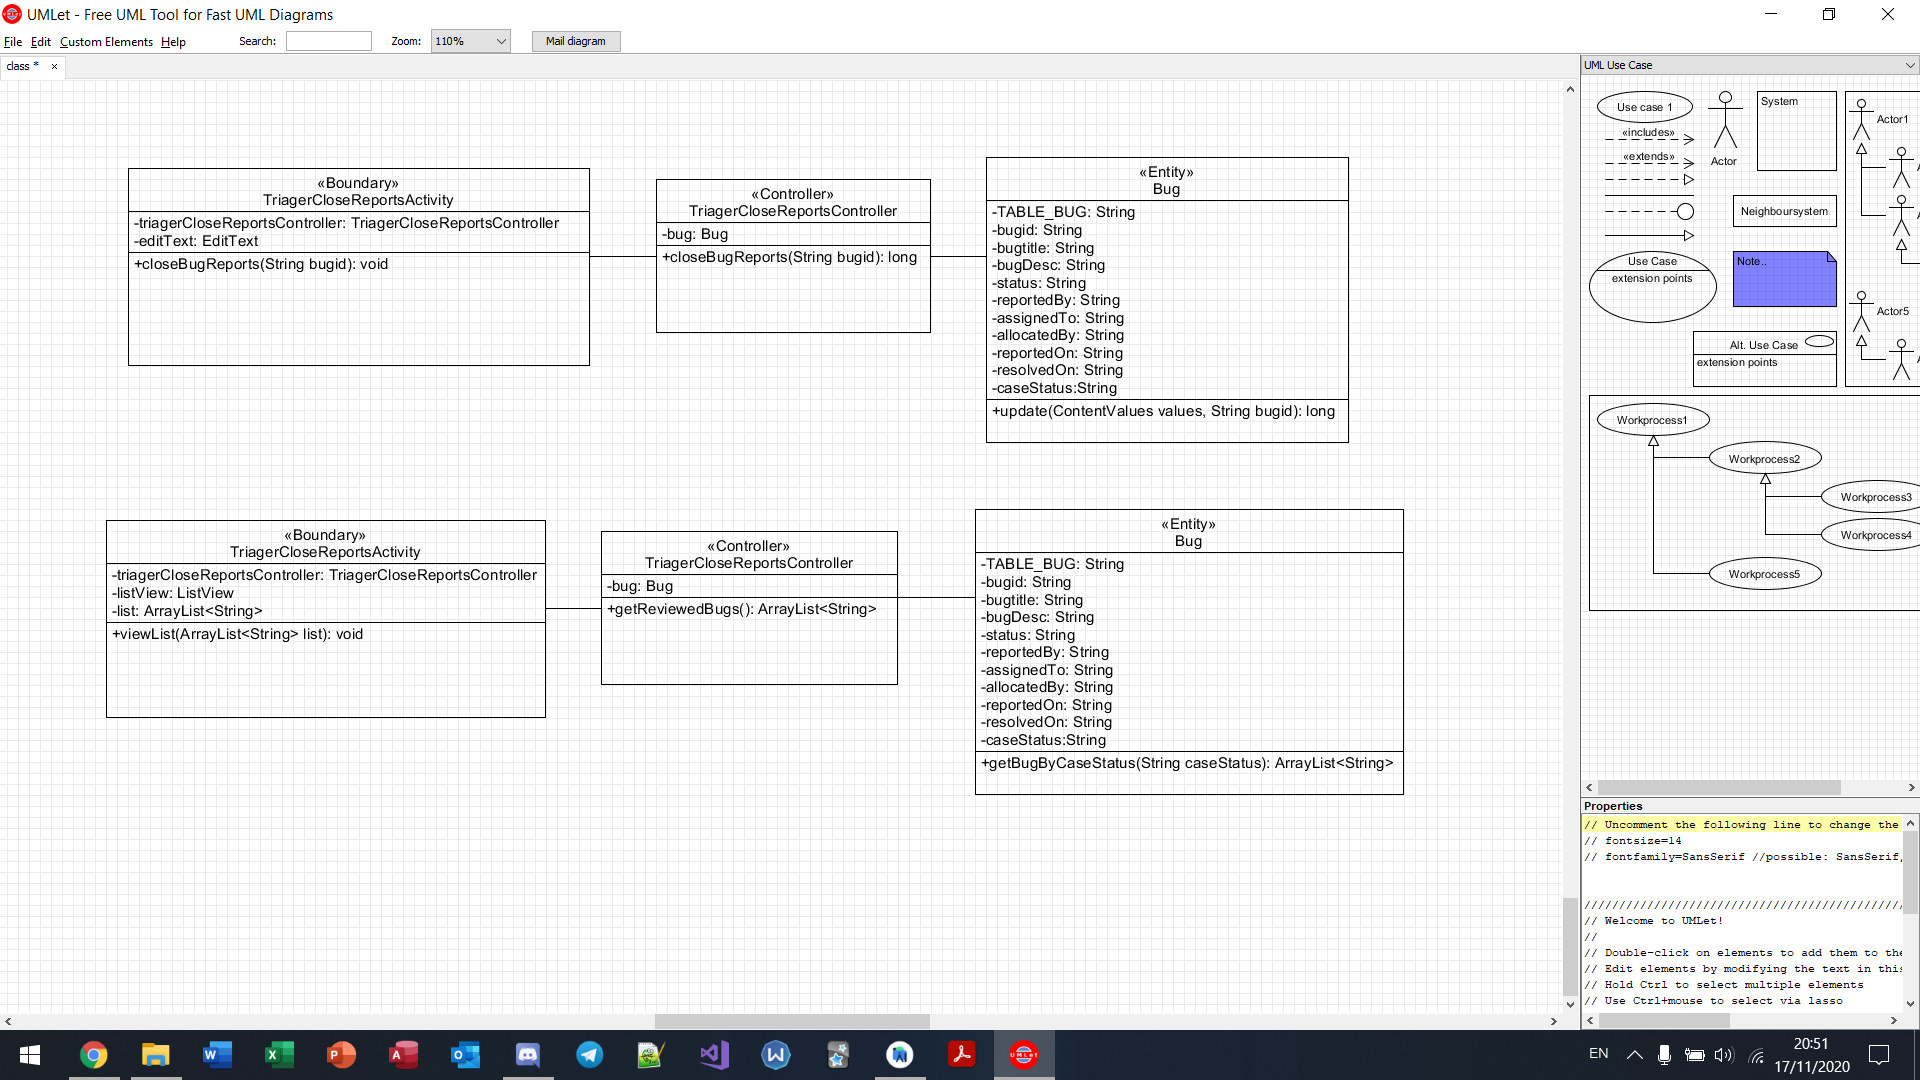 UMLet - Free UML Tool for Fast UML Diagrams
File Edit Custom Elements Help Search: Zoom: 110% Mail diagram
class *
«Boundary»
TriagerCloseReportsActivity
-triagerCloseReportsController: TriagerCloseReportsController
-editText: EditText
+closeBugReports(String bugid): void
«Controller»
TriagerCloseReportsController
-bug: Bug
+closeBugReports(String bugid): long
«Entity»
Bug
-TABLE_BUG: String
-bugid: String
-bugtitle: String
-bugDesc: String
-status: String
-reportedBy: String
-assignedTo: String
-allocatedBy: String
-reportedOn: String
-resolvedOn: String
-caseStatus:String
+update(ContentValues values, String bugid): long
«Boundary»
TriagerCloseReportsActivity
-triagerCloseReportsController: TriagerCloseReportsController
-listView: ListView
-list: ArrayList<String>
+viewList(ArrayList<String> list): void
«Controller»
TriagerCloseReportsController
-bug: Bug
+getReviewedBugs(): ArrayList<String>
«Entity»
Bug
-TABLE_BUG: String
-bugid: String
-bugtitle: String
-bugDesc: String
-status: String
-reportedBy: String
-assignedTo: String
-allocatedBy: String
-reportedOn: String
-resolvedOn: String
-caseStatus:String
+getBugByCaseStatus(String caseStatus): ArrayList<String>
UML Use Case
Use case 1
«includes»
«extends»
Actor
System
Actor1
Neighboursystem
Use Case
extension points
Note..
Actor5
Alt. Use Case
extension points
Workprocess1
Workprocess2
Workprocess3
Workprocess4
Workprocess5
Properties
// Uncomment the following line to change the
// fontsize=14
// fontfamily=SansSerif //possible: SansSerif,
//////////////////////////////////////////////
// Welcome to UMLet!
//
// Double-click on elements to add them to the
// Edit elements by modifying the text in this
// Hold Ctrl to select multiple elements
// Use Ctrl+mouse to select via lasso
EN
20:51
17/11/2020